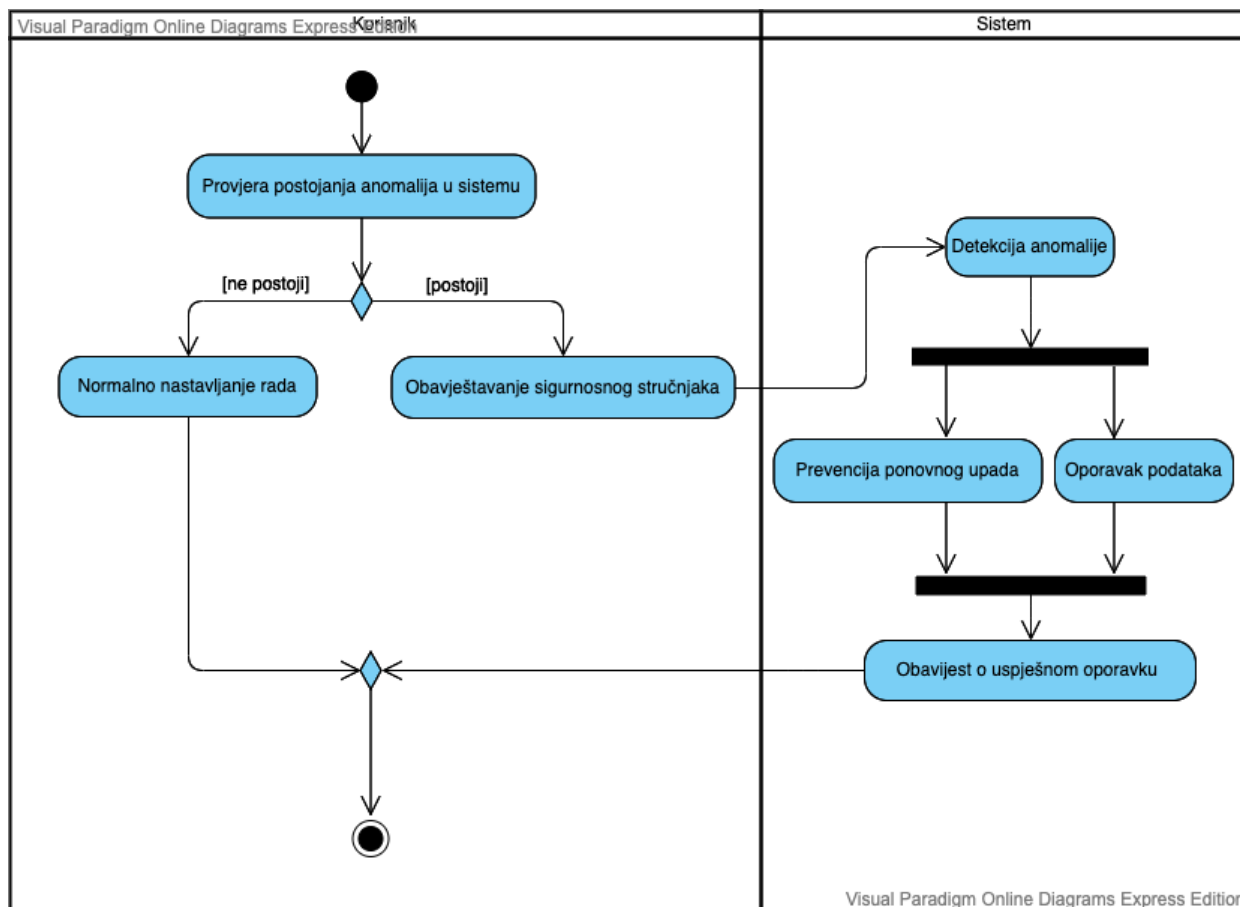 Visual Paradigm Online Diagrams Express Edition
Korisnik
Sistem
Provjera postojanja anomalija u sistemu
Detekcija anomalije
[ne postoji]
[postoji]
Normalno nastavljanje rada
Obavještavanje sigurnosnog stručnjaka
Prevencija ponovnog upada
Oporavak podataka
Obavijest o uspješnom oporavku
Visual Paradigm Online Diagrams Express Edition